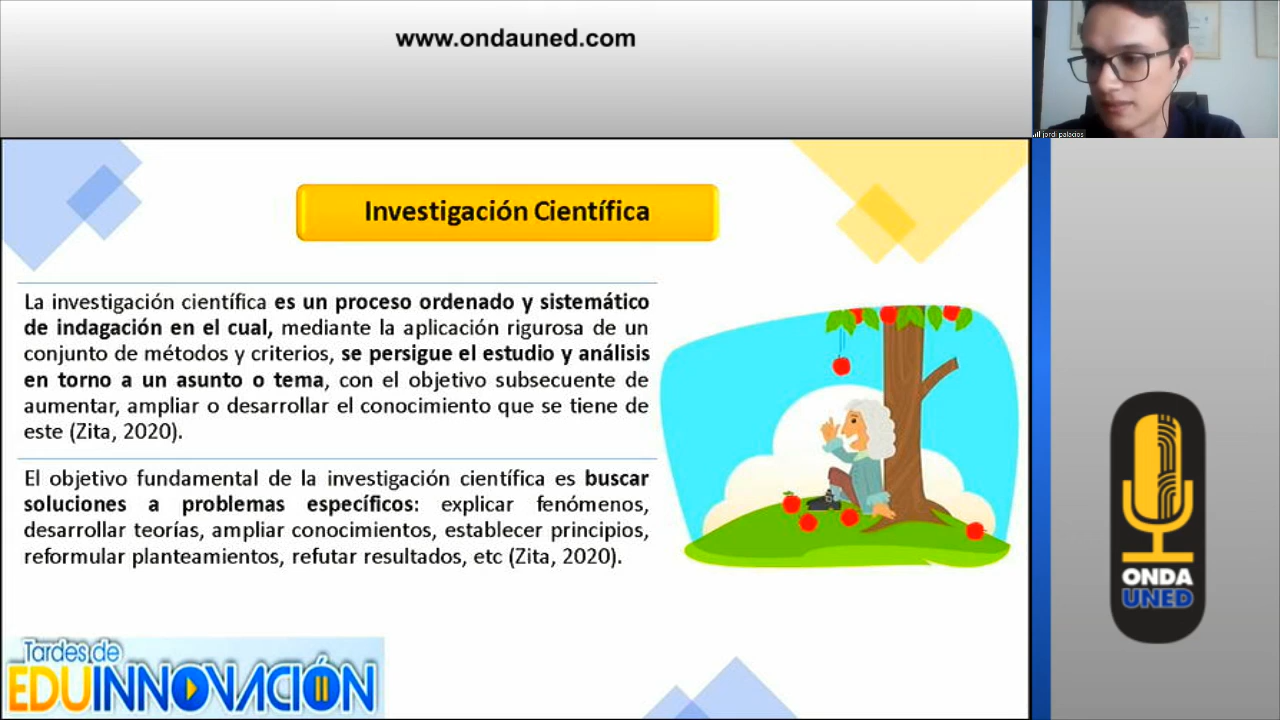 www.ondauned.com
jordi palacios
Investigación Científica
La investigación científica es un proceso ordenado y sistemático
de indagación en el cual, mediante la aplicación rigurosa de un
conjunto de métodos y criterios, se persigue el estudio y análisis
en torno a un asunto o tema, con el objetivo subsecuente de
aumentar, ampliar o desarrollar el conocimiento que se tiene de
este (Zita, 2020).
El objetivo fundamental de la investigación científica es buscar
soluciones a problemas específicos: explicar fenómenos,
desarrollar teorías, ampliar conocimientos, establecer principios,
reformular planteamientos, refutar resultados, etc (Zita, 2020).
ONDA
UNED
Tardes de
EDUINNOVACIÓN